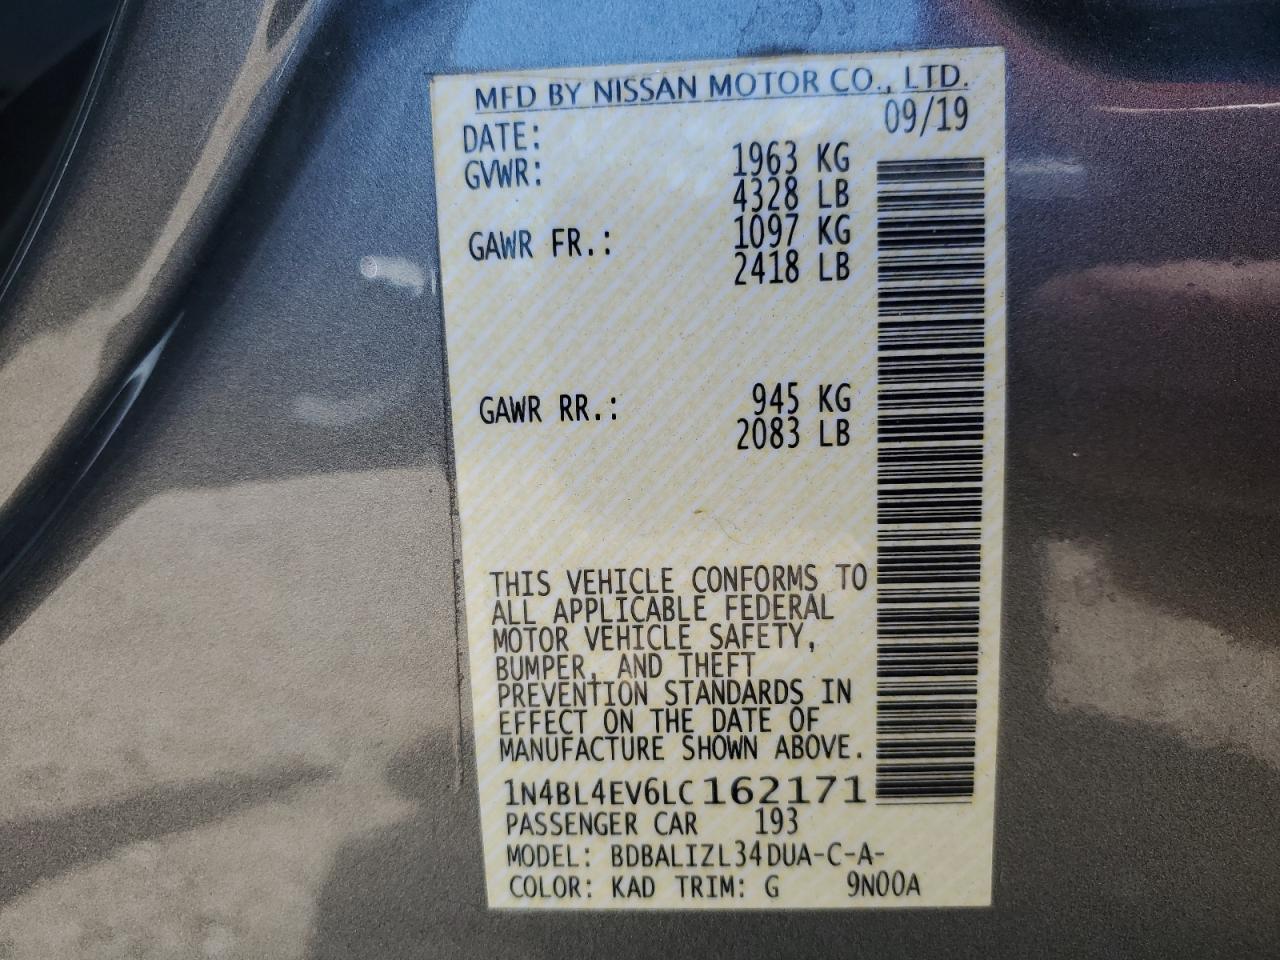 MFD BY NISSAN MOTOR CO., LTD.
DATE: 09/19
GVWR: 1963 KG
4328 LB
GAWR FR.: 1097 KG
2418 LB
GAWR RR.: 945 KG
2083 LB
THIS VEHICLE CONFORMS TO
ALL APPLICABLE FEDERAL
MOTOR VEHICLE SAFETY,
BUMPER, AND THEFT
PREVENTION STANDARDS IN
EFFECT ON THE DATE OF
MANUFACTURE SHOWN ABOVE.
1N4BL4EV6LC162171
PASSENGER CAR 193
MODEL: BDBALIZL34DUA-C-A-
COLOR: KAD TRIM: G 9N00A